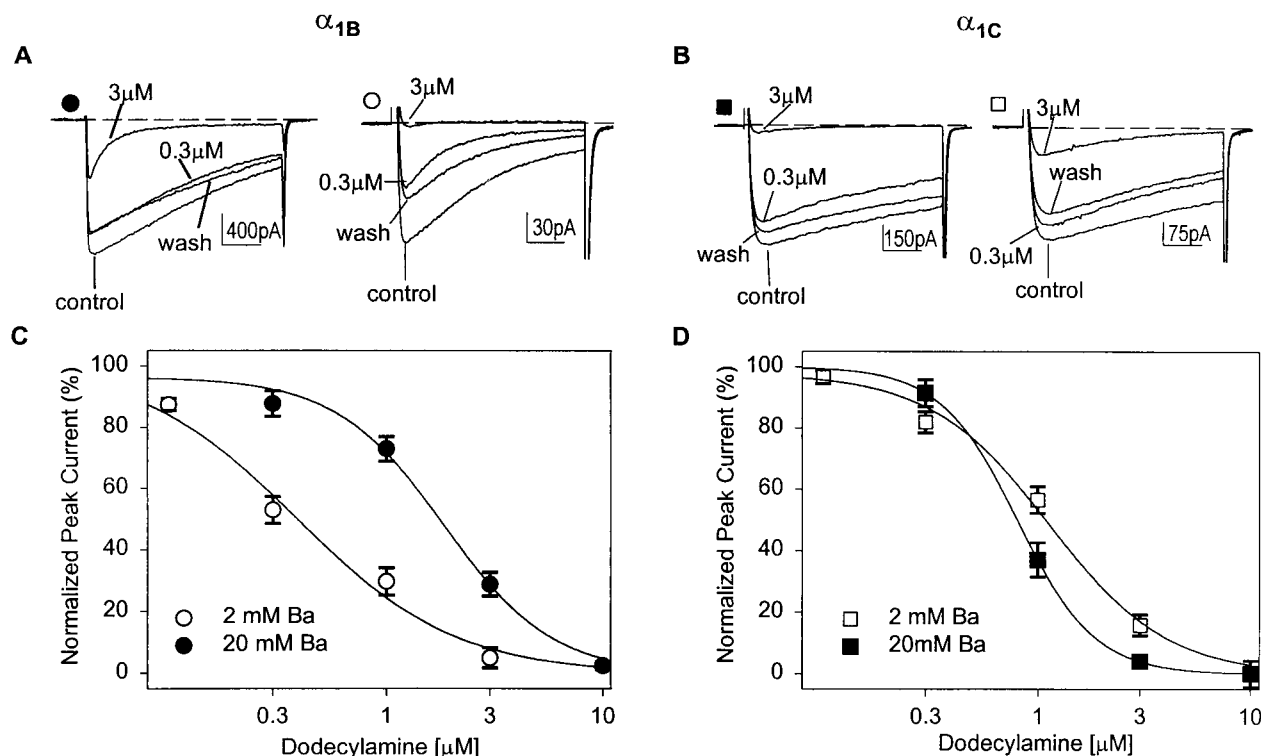 α1B
α1C
A
3μM
0.3μM
wash
400pA
control
3μM
0.3μM
wash
30pA
control
B
3μM
0.3μM
wash
150pA
control
3μM
wash
0.3μM
75pA
control
C
Normalized Peak Current (%)
100
80
60
40
20
0
2 mM Ba
20 mM Ba
0.3
1
3
10
Dodecylamine [μM]
D
Normalized Peak Current (%)
100
80
60
40
20
0
2 mM Ba
20mM Ba
0.3
1
3
10
Dodecylamine [μM]